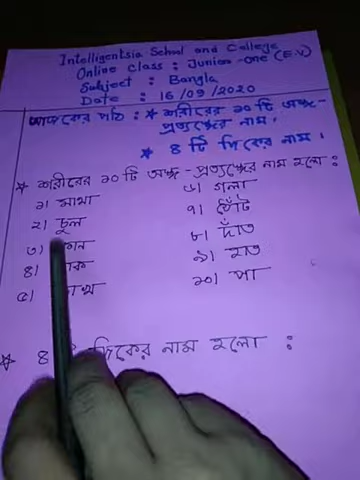 Intelligentsia School and College
Online class : Junior-one (E.V)
Subject : Bangla
Date : 16/09/2020
আজকের পাঠ : * শরীরের ১০ টি অঙ্গ-
প্রত্যঙ্গের নাম.
* ৪ টি দিকের নাম.
* শরীরের ১০ টি অঙ্গ-প্রত্যঙ্গের নাম হলো :
১) মাথা
২) চুল
৩)
৪)
৫)
৬) গলা
৭) ঠোঁট
৮) দাঁত
৯) হাত
১০) পা
* ৪ দিকের নাম হলো :